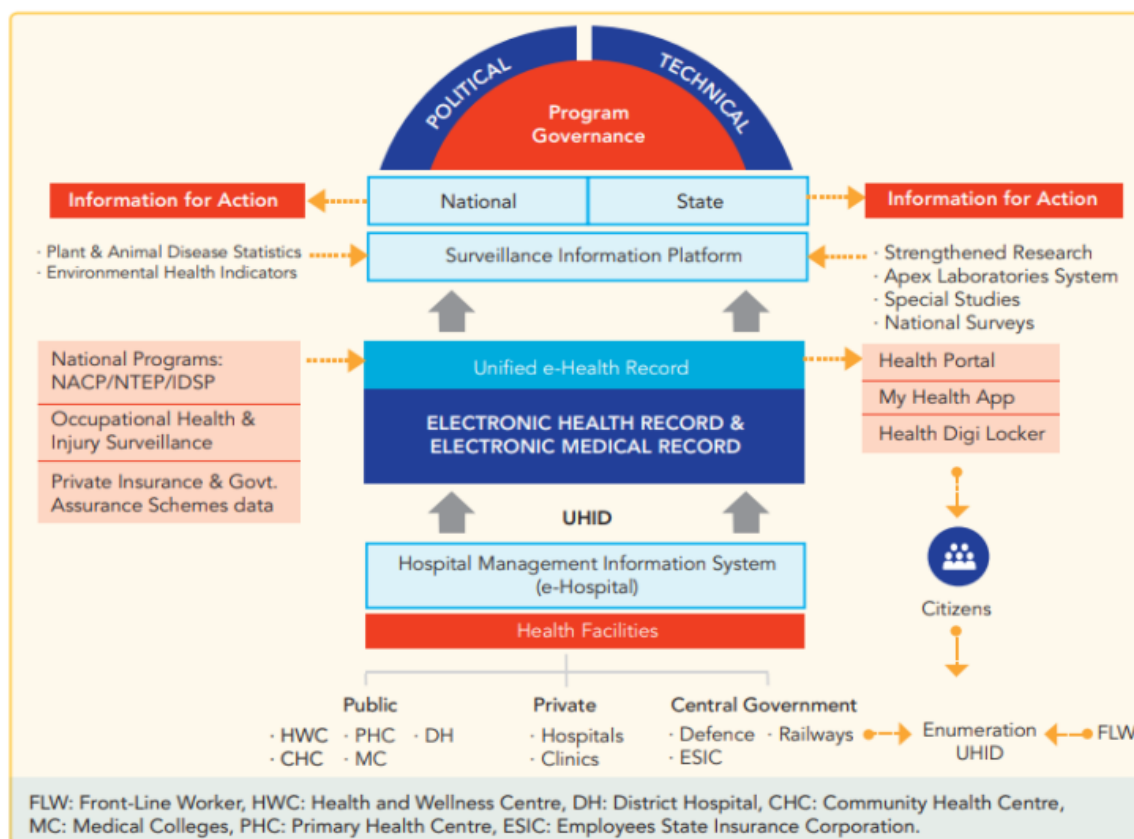 POLITICAL
TECHNICAL
Program
Governance
Information for Action
National
State
Information for Action
· Plant & Animal Disease Statistics
· Environmental Health Indicators
Surveillance Information Platform
· Strengthened Research
· Apex Laboratories System
· Special Studies
· National Surveys
National Programs:
NACP/NTEP/IDSP
Occupational Health &
Injury Surveillance
Private Insurance & Govt.
Assurance Schemes data
Unified e-Health Record
ELECTRONIC HEALTH RECORD &
ELECTRONIC MEDICAL RECORD
Health Portal
My Health App
Health Digi Locker
UHID
Hospital Management Information System
(e-Hospital)
Health Facilities
Citizens
Public
· HWC · PHC · DH
· CHC · MC
Private
· Hospitals
· Clinics
Central Government
· Defence · Railways
· ESIC
Enumeration
UHID
FLW
FLW: Front-Line Worker, HWC: Health and Wellness Centre, DH: District Hospital, CHC: Community Health Centre,
MC: Medical Colleges, PHC: Primary Health Centre, ESIC: Employees State Insurance Corporation.